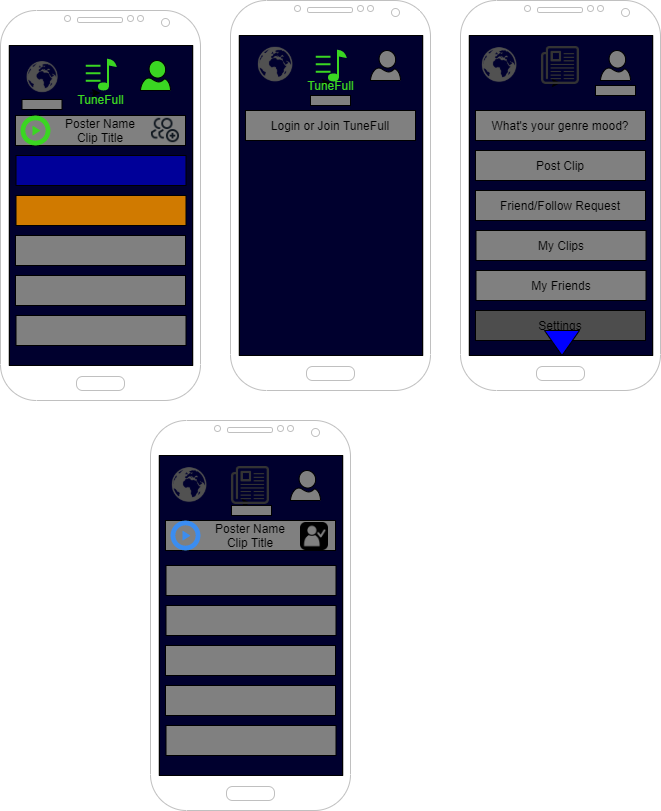 TuneFull
Poster Name
Clip Title
TuneFull
Login or Join TuneFull
What's your genre mood?
Post Clip
Friend/Follow Request
My Clips
My Friends
Settings
Poster Name
Clip Title